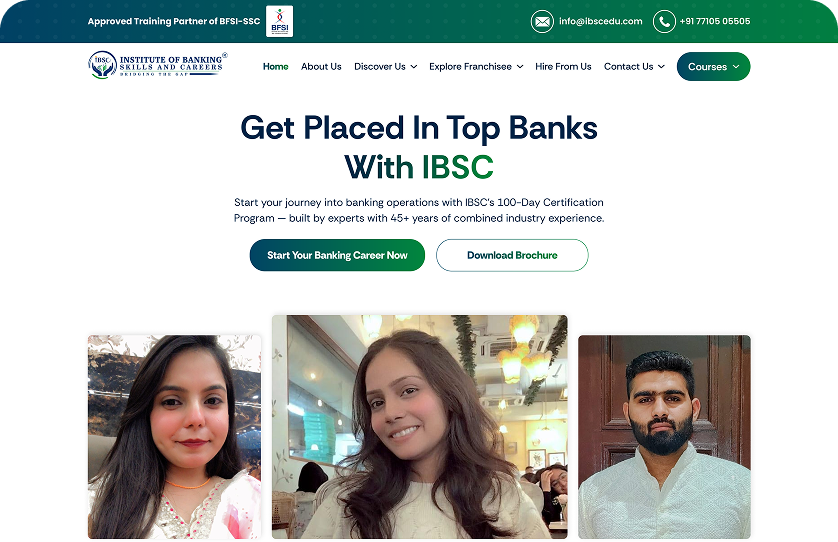 Approved Training Partner of BFSI-SSC
BFSI
info@ibscedu.com
+91 77105 05505
IBSC
INSTITUTE OF BANKING®
SKILLS AND CAREERS
BRIDGING THE GAP
Home
About Us
Discover Us
Explore Franchisee
Hire From Us
Contact Us
Courses
Get Placed In Top Banks
With IBSC
Start your journey into banking operations with IBSC's 100-Day Certification
Program — built by experts with 45+ years of combined industry experience.
Start Your Banking Career Now
Download Brochure